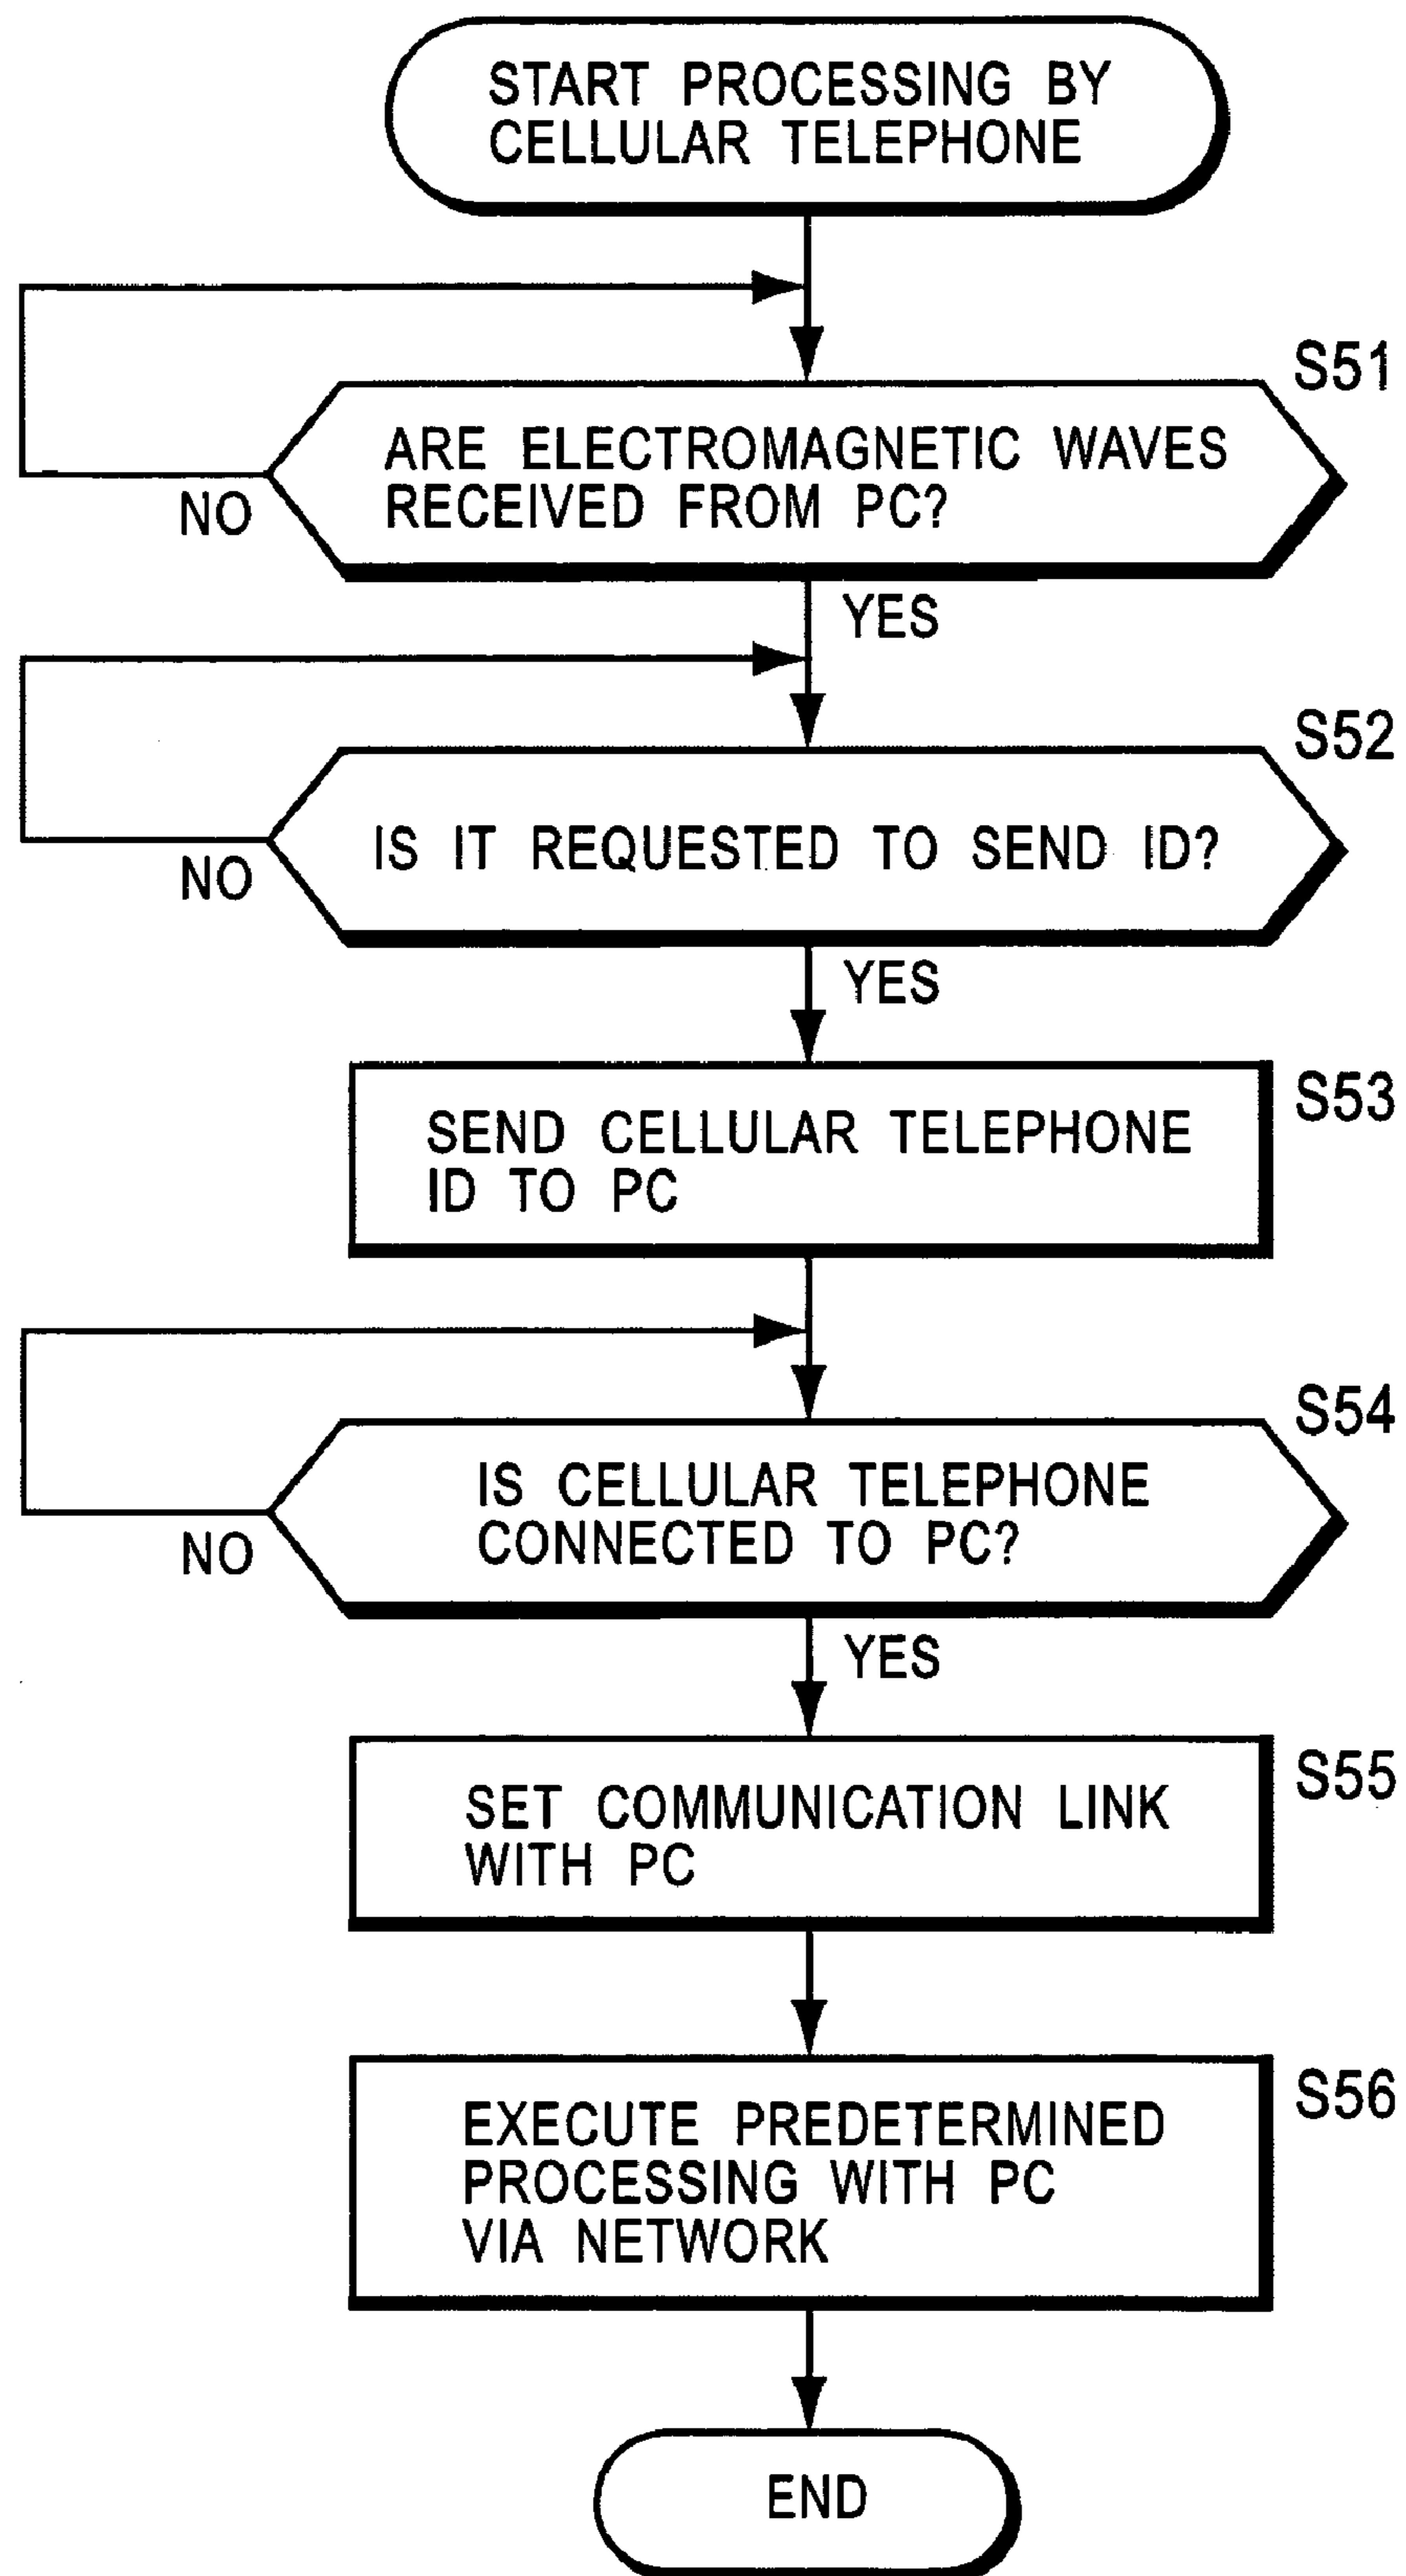 START PROCESSING BY
CELLULAR TELEPHONE
S51
ARE ELECTROMAGNETIC WAVES
RECEIVED FROM PC?
NO
YES
S52
IS IT REQUESTED TO SEND ID?
NO
YES
S53
SEND CELLULAR TELEPHONE
ID TO PC
S54
IS CELLULAR TELEPHONE
CONNECTED TO PC?
NO
YES
S55
SET COMMUNICATION LINK
WITH PC
S56
EXECUTE PREDETERMINED
PROCESSING WITH PC
VIA NETWORK
END